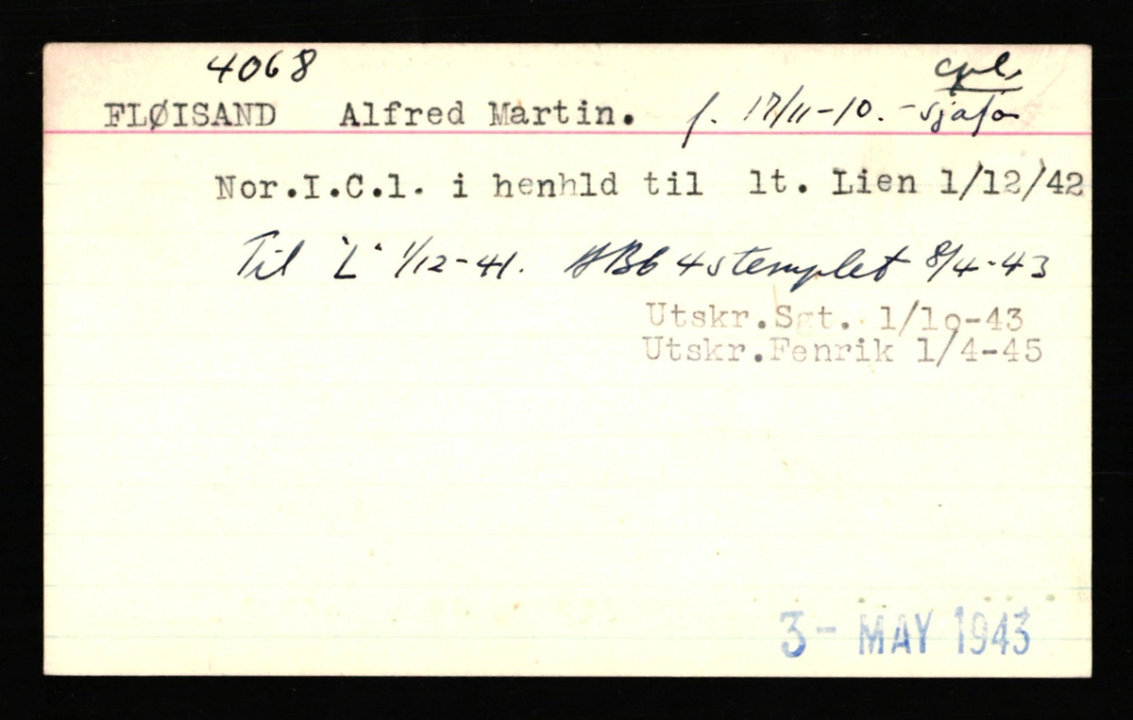 4068 cpl,
FLØISAND Alfred Martin. f. 17/11-10. - sjåfør
Nor.I.C.1. i henhld til lt. Lien 1/12/42
Til "L" 1/12-41. AB64 stemplet 8/4-43
Utskr.Sgt. 1/10-43
Utskr.Fenrik 1/4-45
3- MAY 1943